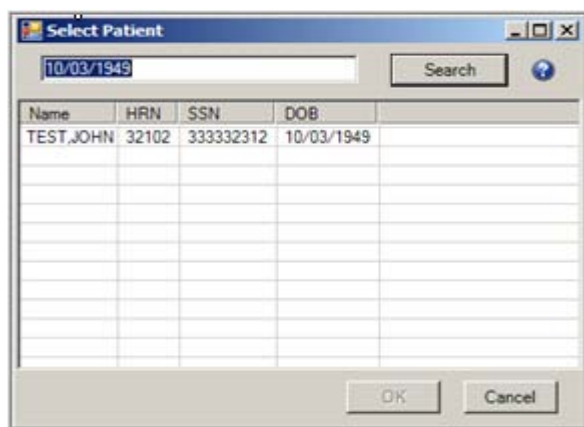 Select Patient
10/03/1949 Search
Name HRN SSN DOB
TEST,JOHN 32102 333332312 10/03/1949
OK Cancel